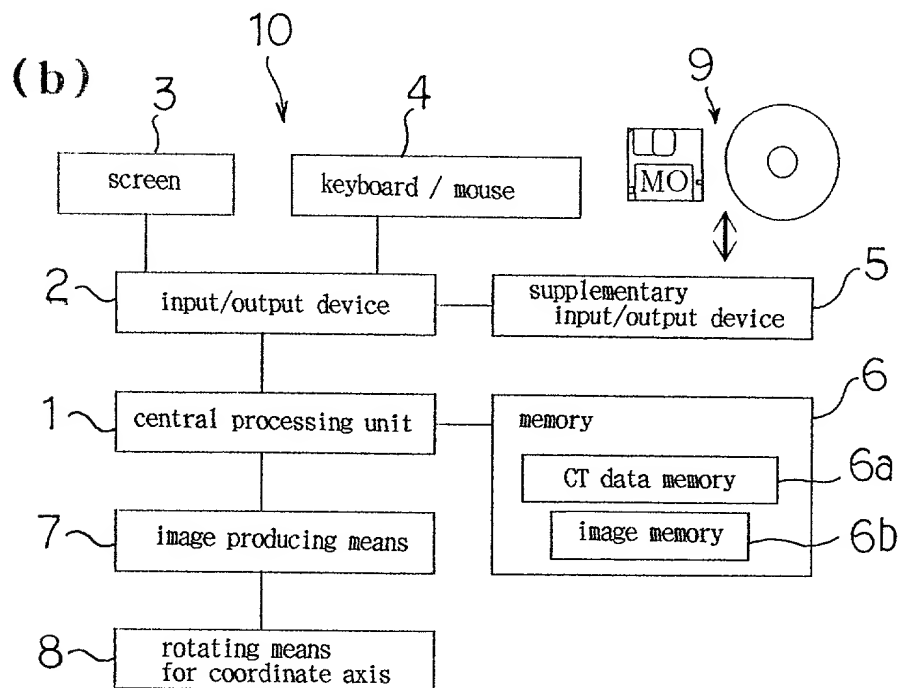 10
(b)
3
4
9
screen
keyboard / mouse
MO
2
input/output device
supplementary
input/output device
5
1
central processing unit
memory
6
CT data memory
6a
image memory
6b
7
image producing means
8
rotating means
for coordinate axis